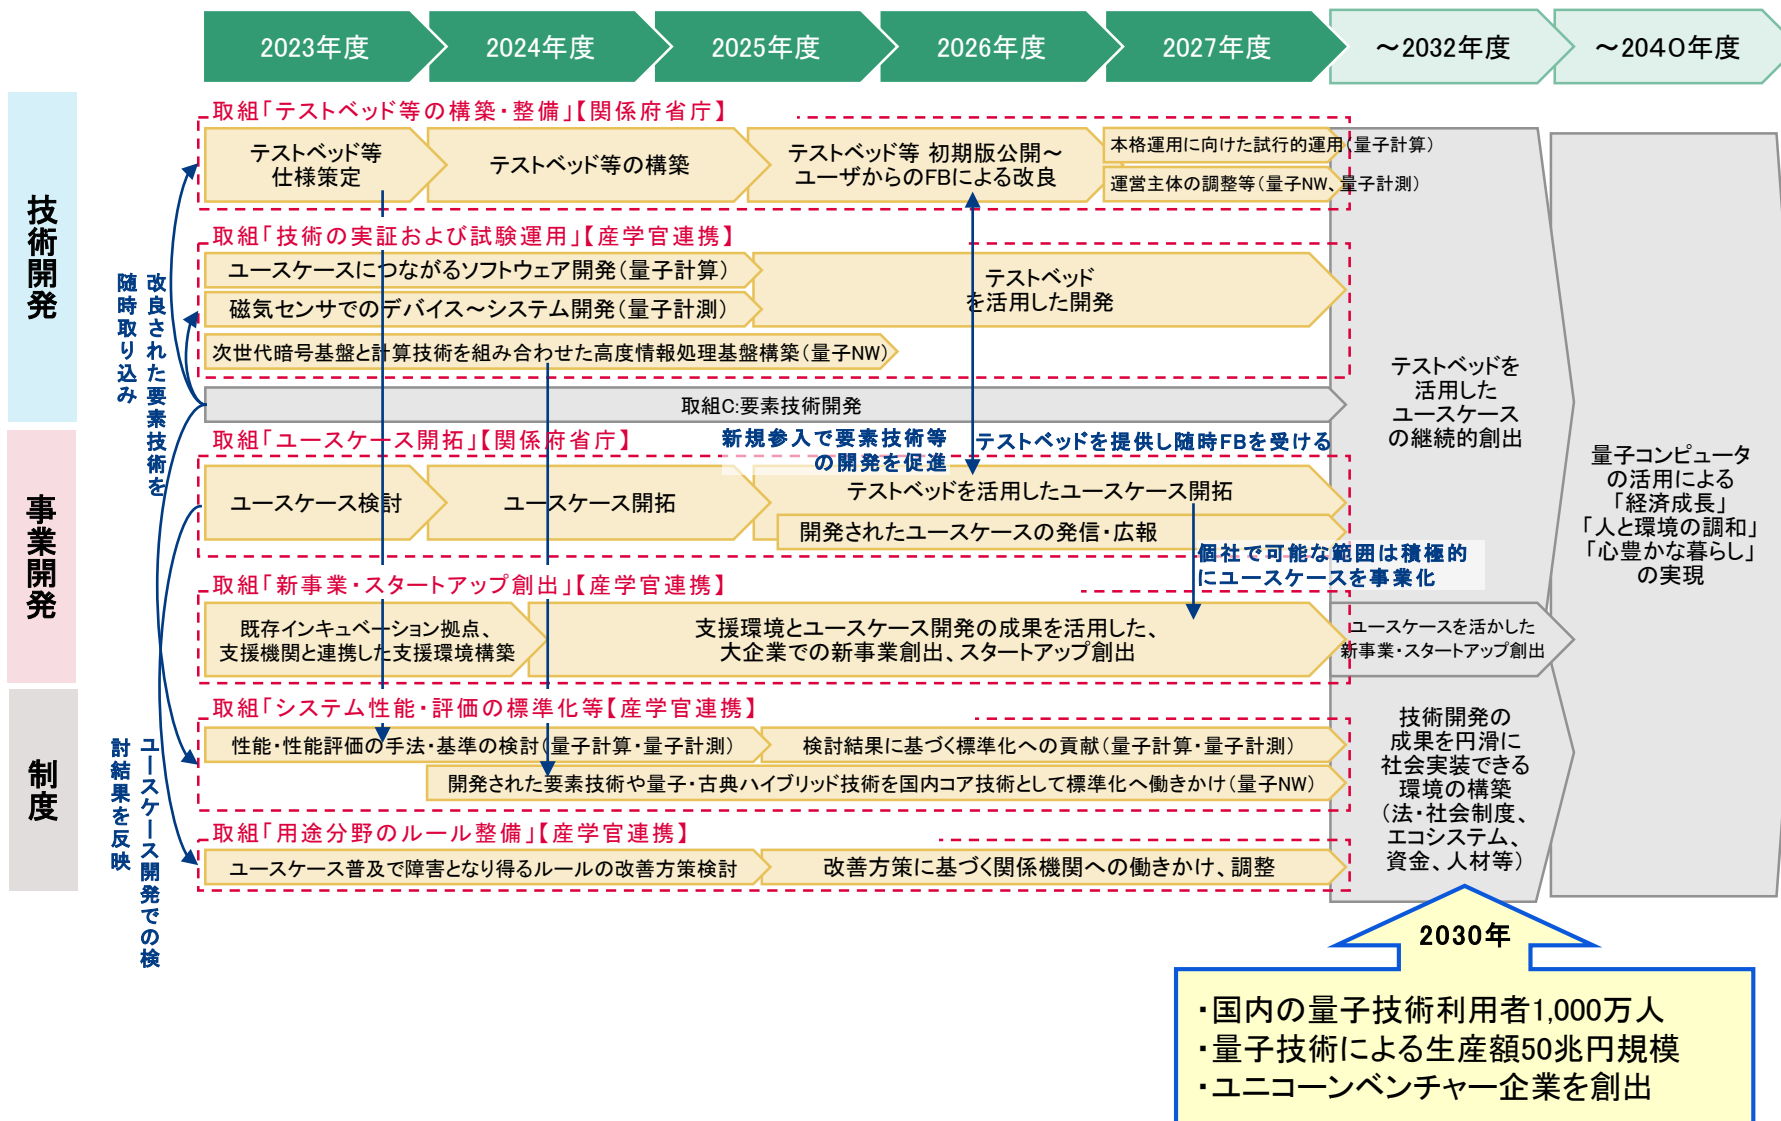 2023年度
2024年度
2025年度
2026年度
2027年度
～2032年度
～2040年度
技術開発
取組「テストベッド等の構築・整備」【関係府省庁】
テストベッド等
仕様策定
テストベッド等の構築
テストベッド等 初期版公開～
ユーザからのFBによる改良
本格運用に向けた試行的運用(量子計算)
運営主体の調整等(量子NW、量子計測)
取組「技術の実証および試験運用」【産学官連携】
ユースケースにつながるソフトウェア開発(量子計算)
磁気センサでのデバイス～システム開発(量子計測)
次世代暗号基盤と計算技術を組み合わせた高度情報処理基盤構築(量子NW)
テストベッド
を活用した開発
取組C:要素技術開発
改良された要素技術を
随時取り込み
事業開発
取組「ユースケース開拓」【関係府省庁】
新規参入で要素技術等
の開発を促進
テストベッドを提供し随時FBを受ける
ユースケース検討
ユースケース開拓
テストベッドを活用したユースケース開拓
開発されたユースケースの発信・広報
個社で可能な範囲は積極的
にユースケースを事業化
取組「新事業・スタートアップ創出」【産学官連携】
既存インキュベーション拠点、
支援機関と連携した支援環境構築
支援環境とユースケース開発の成果を活用した、
大企業での新事業創出、スタートアップ創出
制度
取組「システム性能・評価の標準化等【産学官連携】
性能・性能評価の手法・基準の検討(量子計算・量子計測)
検討結果に基づく標準化への貢献(量子計算・量子計測)
開発された要素技術や量子・古典ハイブリッド技術を国内コア技術として標準化へ働きかけ(量子NW)
取組「用途分野のルール整備」【産学官連携】
ユースケース普及で障害となり得るルールの改善方策検討
改善方策に基づく関係機関への働きかけ、調整
ユースケース開発での検
討結果を反映
テストベッドを
活用した
ユースケース
の継続的創出
ユースケースを活かした
新事業・スタートアップ創出
技術開発の
成果を円滑に
社会実装できる
環境の構築
(法・社会制度、
エコシステム、
資金、人材等)
量子コンピュータ
の活用による
「経済成長」
「人と環境の調和」
「心豊かな暮らし」
の実現
2030年
・国内の量子技術利用者1,000万人
・量子技術による生産額50兆円規模
・ユニコーンベンチャー企業を創出